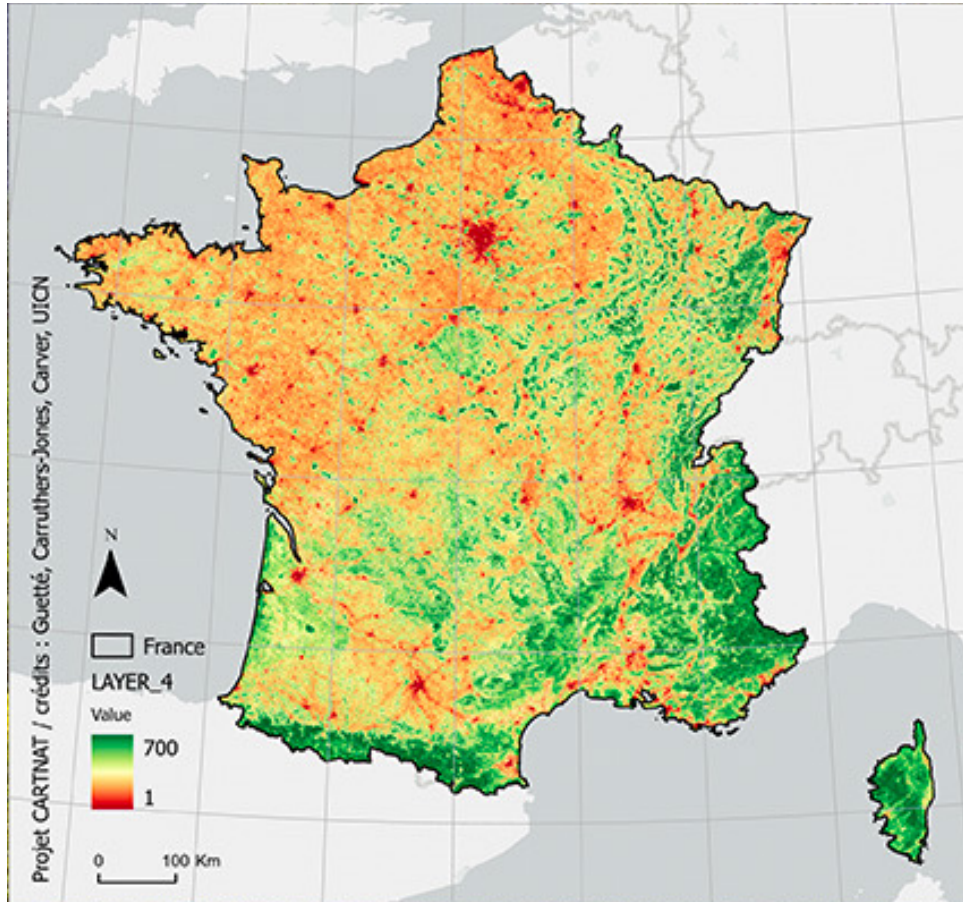 Projet CARTNAT / crédits : Guetté, Carruthers-Jones, Carver, UICN
N
France
LAYER_4
Value
700
1
0 100 Km